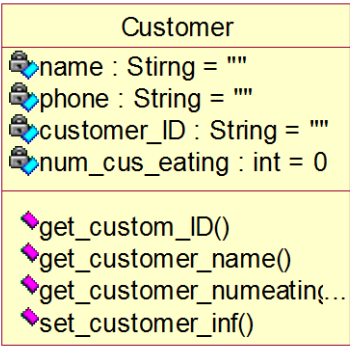 Customer
name : Stirng = ""
phone : String = ""
customer_ID : String = ""
num_cus_eating : int = 0
get_custom_ID()
get_customer_name()
get_customer_numeating...
set_customer_inf()